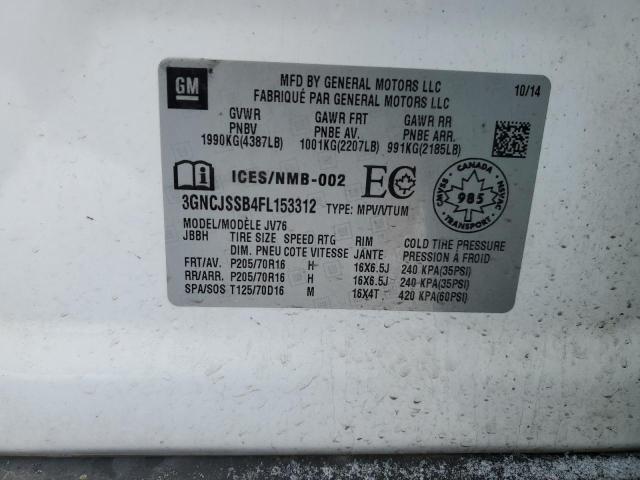 GM
MFD BY GENERAL MOTORS LLC
FABRIQUÉ PAR GENERAL MOTORS LLC
10/14
GVWR GAWR FRT GAWR RR
PNBV PNBE AV. PNBE ARR.
1990KG(4387LB) 1001KG(2207LB) 991KG(2185LB)
ICES/NMB-002 EC
CANADA
CMVSS NSVAC
985
TRANSPORT
3GNCJSSB4FL153312 TYPE: MPV/VTUM
MODEL/MODÈLE JV76
JBBH TIRE SIZE SPEED RTG RIM COLD TIRE PRESSURE
DIM. PNEU COTE VITESSE JANTE PRESSION À FROID
FRT/AV. P205/70R16 H 16X6.5J 240 KPA(35PSI)
RR/ARR. P205/70R16 H 16X6.5J 240 KPA(35PSI)
SPA/SOS T125/70D16 M 16X4T 420 KPA(60PSI)